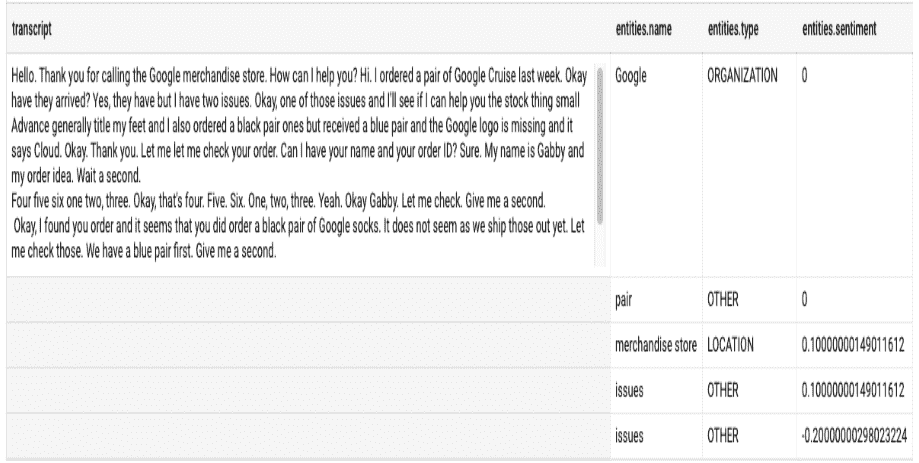 transcript entities.name entities.type entities.sentiment
Hello. Thank you for calling the Google merchandise store. How can I help you? Hi. I ordered a pair of Google Cruise last week. Okay
have they arrived? Yes, they have but I have two issues. Okay, one of those issues and I'll see if I can help you the stock thing small
Advance generally title my feet and I also ordered a black pair ones but received a blue pair and the Google logo is missing and it
says Cloud. Okay. Thank you. Let me let me check your order. Can I have your name and your order ID? Sure. My name is Gabby and
my order idea. Wait a second.
Four five six one two, three. Okay, that's four. Five. Six. One, two, three. Yeah. Okay Gabby. Let me check. Give me a second.
Okay, I found you order and it seems that you did order a black pair of Google socks. It does not seem as we ship those out yet. Let
me check those. We have a blue pair first. Give me a second.
Google ORGANIZATION 0
pair OTHER 0
merchandise store LOCATION 0.10000000149011612
issues OTHER 0.10000000149011612
issues OTHER -0.20000000298023224